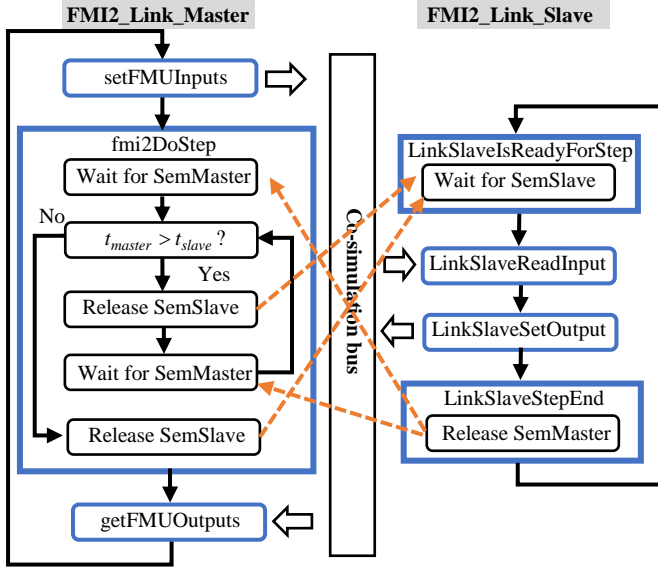 FMI2_Link_Master
setFMUInputs
fmi2DoStep
Wait for SemMaster
No
t_master > t_slave ?
Yes
Release SemSlave
Wait for SemMaster
Release SemSlave
getFMUOutputs
Co-simulation bus
FMI2_Link_Slave
LinkSlaveIsReadyForStep
Wait for SemSlave
LinkSlaveReadInput
LinkSlaveSetOutput
LinkSlaveStepEnd
Release SemMaster